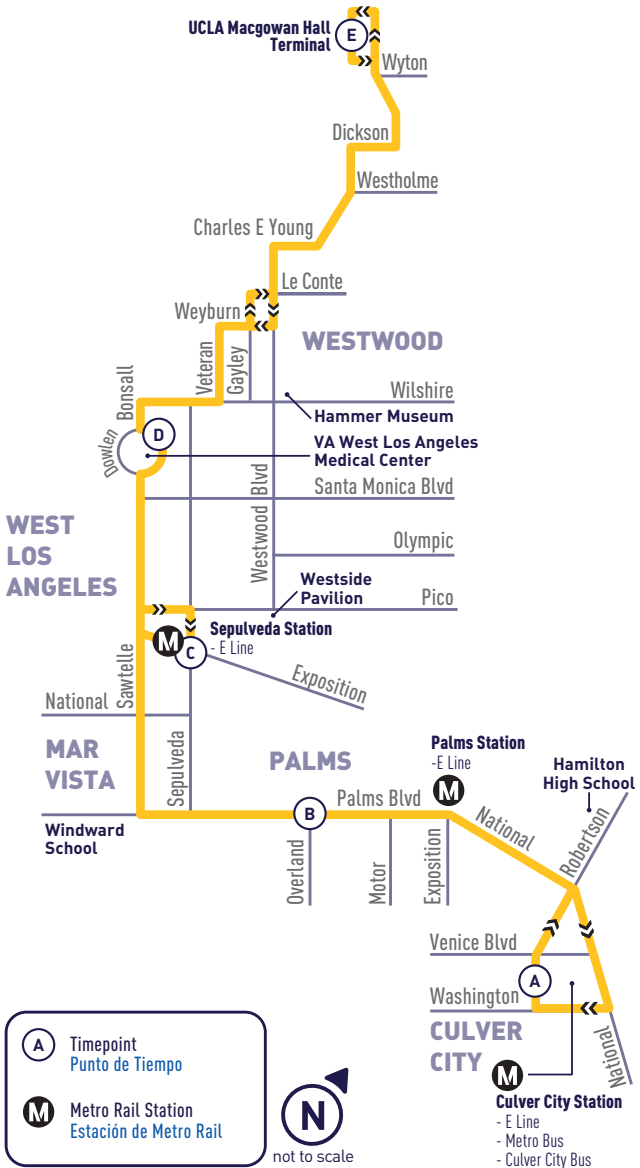 UCLA Macgowan Hall
Terminal
E
Wyton
Dickson
Westholme
Charles E Young
Le Conte
Weyburn
WESTWOOD
Veteran
Gayley
Bonsall
Wilshire
Hammer Museum
D
Dowlen
VA West Los Angeles
Medical Center
Westwood Blvd
Santa Monica Blvd
WEST
LOS
ANGELES
Olympic
Westside
Pavilion
Pico
Sepulveda Station
- E Line
M
C
Exposition
Sawtelle
National
MAR
VISTA
Sepulveda
PALMS
Palms Station
-E Line
M
Hamilton
High School
Windward
School
B
Palms Blvd
National
Robertson
Overland
Motor
Exposition
Venice Blvd
A
Washington
CULVER
CITY
National
M
Culver City Station
- E Line
- Metro Bus
- Culver City Bus
A
Timepoint
Punto de Tiempo
M
Metro Rail Station
Estación de Metro Rail
N
not to scale